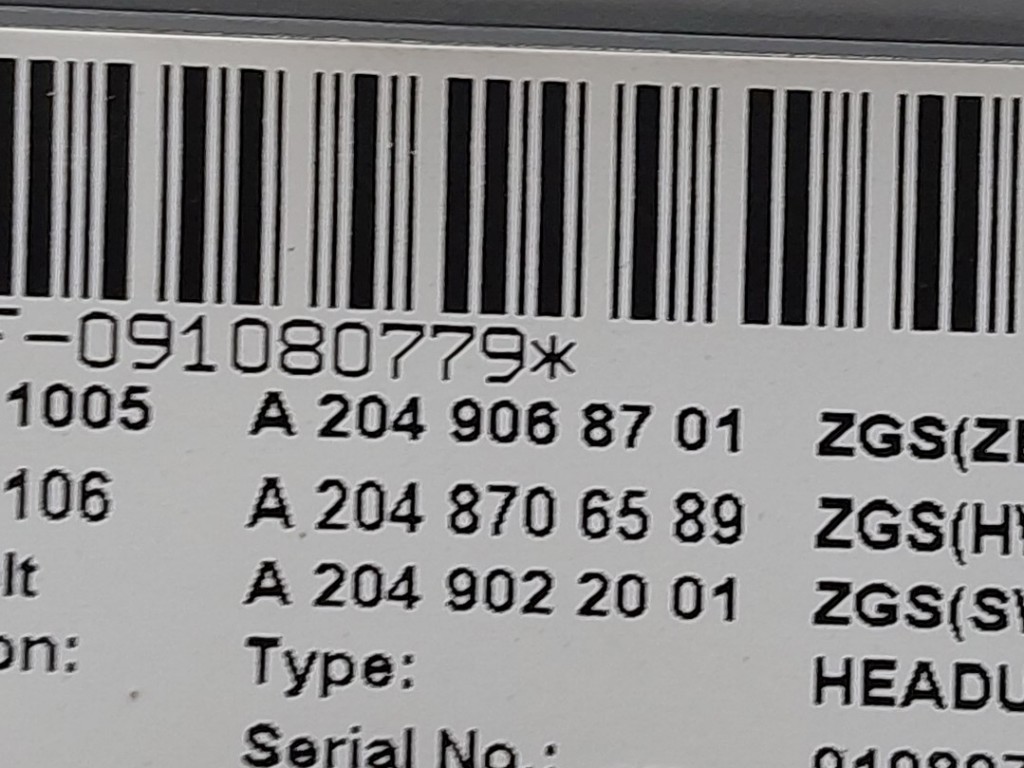 -091080779*
1005 A 204 906 87 01 ZGS(Z
106 A 204 870 65 89 ZGS(H
lt A 204 902 20 01 ZGS(S
on: Type: HEADU
Serial No.: